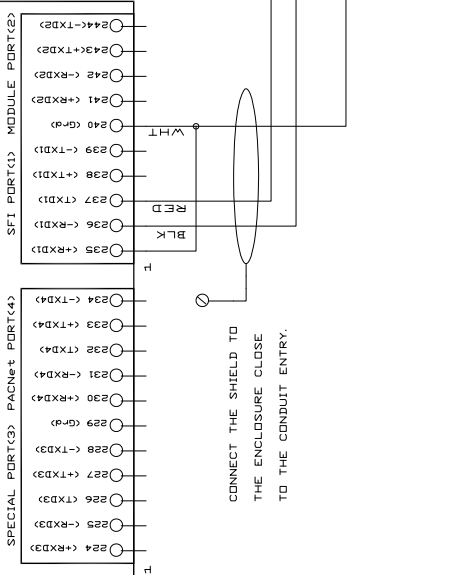 MODULE PORT(2)
244(-TXD2)
243(+TXD2)
242 (-RXD2)
241 (+RXD2)
240 (Grd)
SFI PORT(1)
239 (-TXD1)
238 (+TXD1)
237 (TXD1)
236 (-RXD1)
235 (+RXD1)
WHT
RED
BLK
PACNet PORT(4)
234 (-TXD4)
233 (+TXD4)
232 (TXD4)
231 (-RXD4)
230 (+RXD4)
229 (Grd)
SPECIAL PORT(3)
228 (-TXD3)
227 (+TXD3)
226 (TXD3)
225 (-RXD3)
224 (+RXD3)
CONNECT THE SHIELD TO
THE ENCLOSURE CLOSE
TO THE CONDUIT ENTRY.